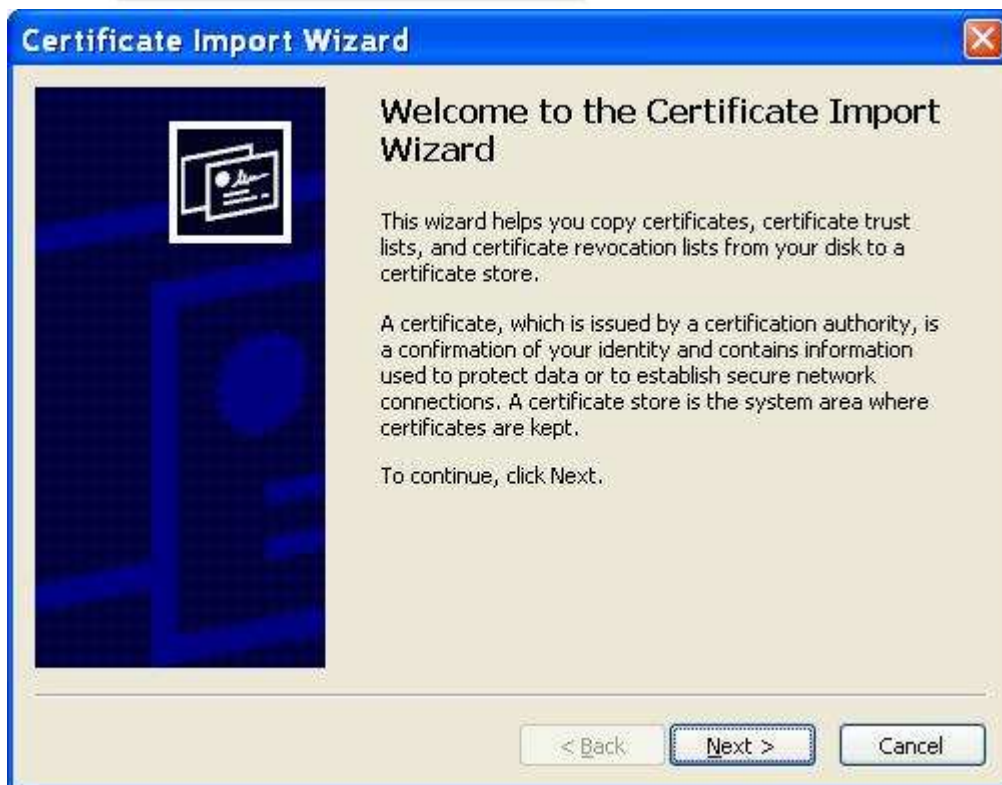 Certificate Import Wizard
Welcome to the Certificate Import
Wizard
This wizard helps you copy certificates, certificate trust
lists, and certificate revocation lists from your disk to a
certificate store.
A certificate, which is issued by a certification authority, is
a confirmation of your identity and contains information
used to protect data or to establish secure network
connections. A certificate store is the system area where
certificates are kept.
To continue, click Next.
< Back
Next >
Cancel